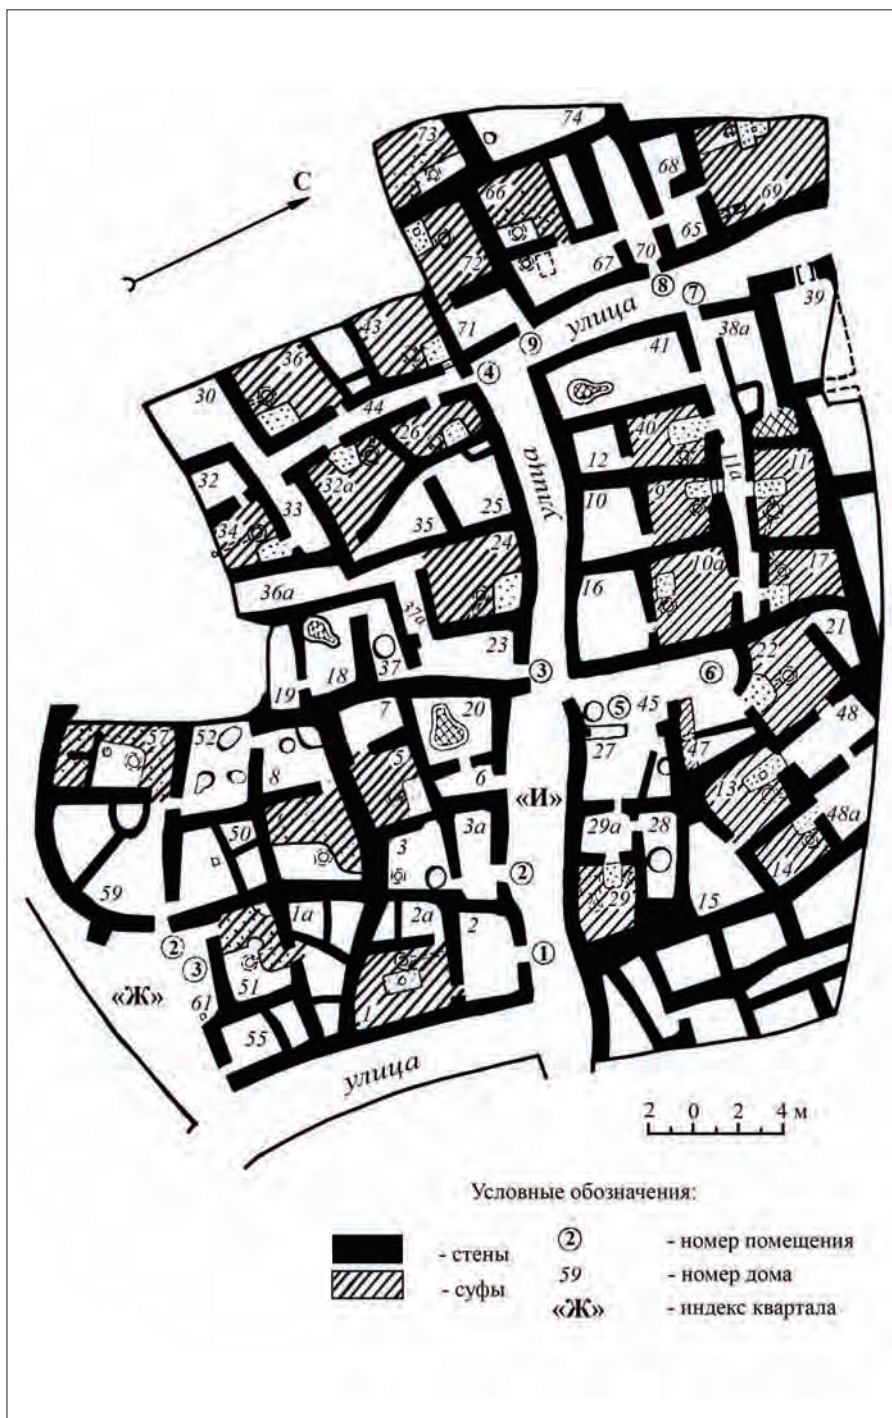 74
73
68
С
66
69
65
72
67
70
⑧
39
43
71
улица
⑦
38а
⑨
36
41
④
30
44
26
40
улица
12
32
32а
11а
11
33
9
25
10
34
35
24
10а
17
16
36а
37а
21
23
22
18
37
③
⑥
19
7
20
⑤
45
48
57
52
5
27
47
8
6
«И»
13
3а
50
3
29а
28
48а
②
59
14
1а
2а
2
29
15
②
①
③
51
«Ж»
61
1
55
улица
2 0 2 4 м
Условные обозначения:
- стены
② - номер помещения
- суфы
59 - номер дома
«Ж» - индекс квартала